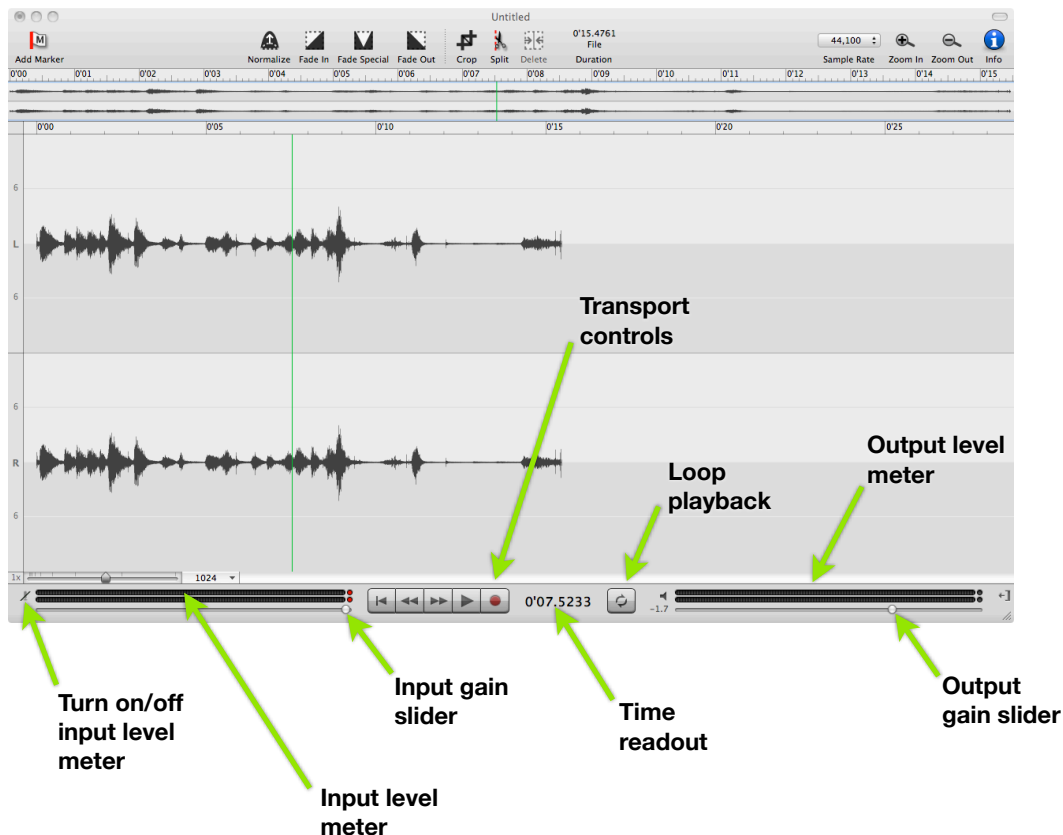 Untitled
M
0'15.4761
File
44,100
Add Marker
Normalize
Fade In
Fade Special
Fade Out
Crop
Split
Delete
Duration
Sample Rate
Zoom In
Zoom Out
Info
0'00 0'01 0'02 0'03 0'04 0'05 0'06 0'07 0'08 0'09 0'10 0'11 0'12 0'13 0'14 0'15
0'00 0'05 0'10 0'15 0'20 0'25
6
L
6
6
R
6
Transport
controls
Loop
playback
Output level
meter
1x
1024
0'07.5233
-1.7
Turn on/off
input level
meter
Input level
meter
Input gain
slider
Time
readout
Output
gain slider